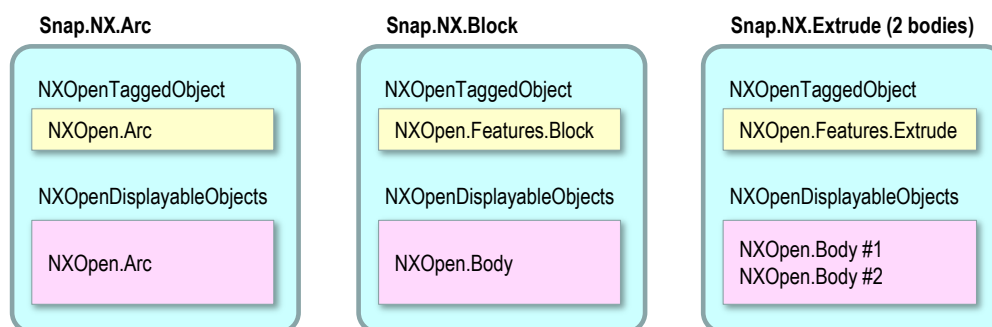 Snap.NX.Arc
NXOpenTaggedObject
NXOpen.Arc
NXOpenDisplayableObjects
NXOpen.Arc
Snap.NX.Block
NXOpenTaggedObject
NXOpen.Features.Block
NXOpenDisplayableObjects
NXOpen.Body
Snap.NX.Extrude (2 bodies)
NXOpenTaggedObject
NXOpen.Features.Extrude
NXOpenDisplayableObjects
NXOpen.Body #1
NXOpen.Body #2